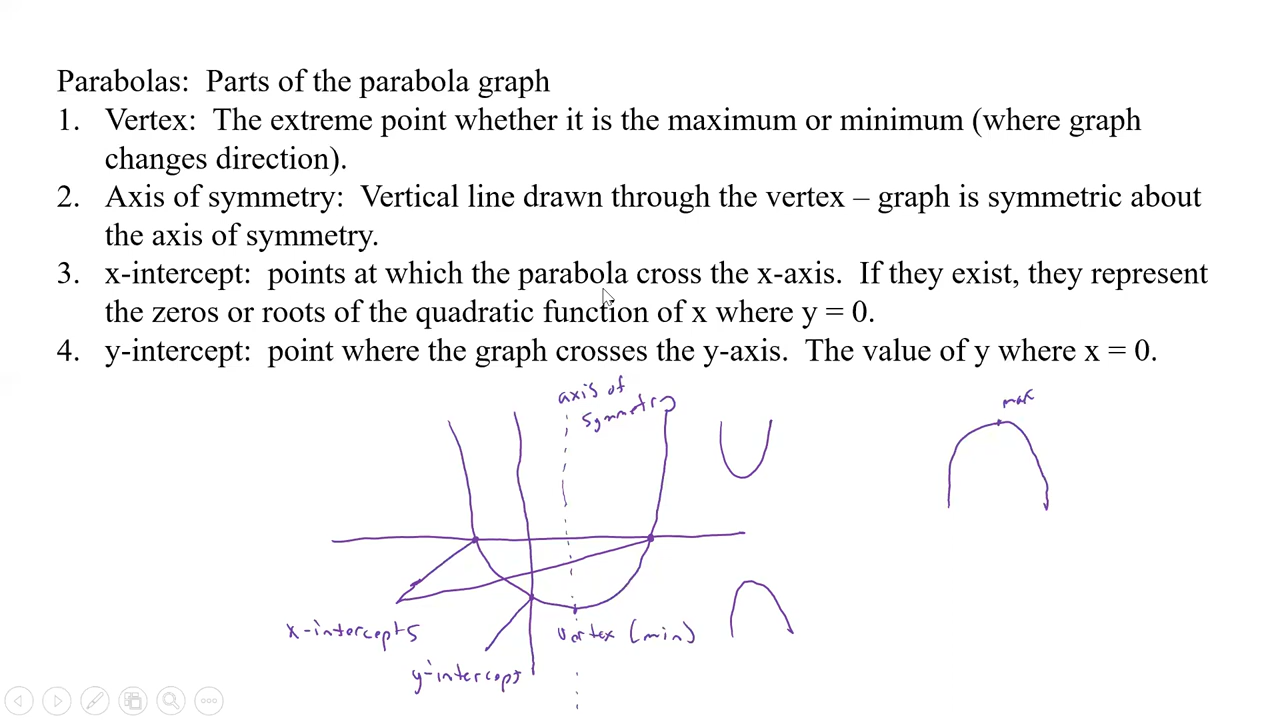 Parabolas: Parts of the parabola graph
1. Vertex: The extreme point whether it is the maximum or minimum (where graph
changes direction).
2. Axis of symmetry: Vertical line drawn through the vertex – graph is symmetric about
the axis of symmetry.
3. x-intercept: points at which the parabola cross the x-axis. If they exist, they represent
the zeros or roots of the quadratic function of x where y = 0.
4. y-intercept: point where the graph crosses the y-axis. The value of y where x = 0.
axis of
symmetry
max
x-intercepts
vertex (min)
y-intercept